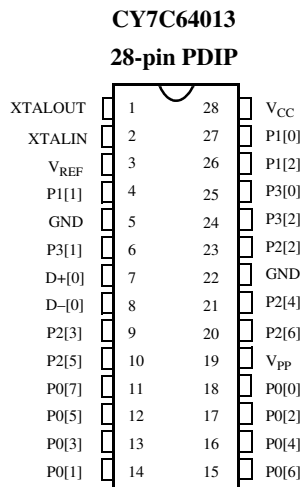 CY7C64013
28-pin PDIP
XTALOUT 1 28 VCC
XTALIN 2 27 P1[0]
VREF 3 26 P1[2]
P1[1] 4 25 P3[0]
GND 5 24 P3[2]
P3[1] 6 23 P2[2]
D+[0] 7 22 GND
D–[0] 8 21 P2[4]
P2[3] 9 20 P2[6]
P2[5] 10 19 VPP
P0[7] 11 18 P0[0]
P0[5] 12 17 P0[2]
P0[3] 13 16 P0[4]
P0[1] 14 15 P0[6]